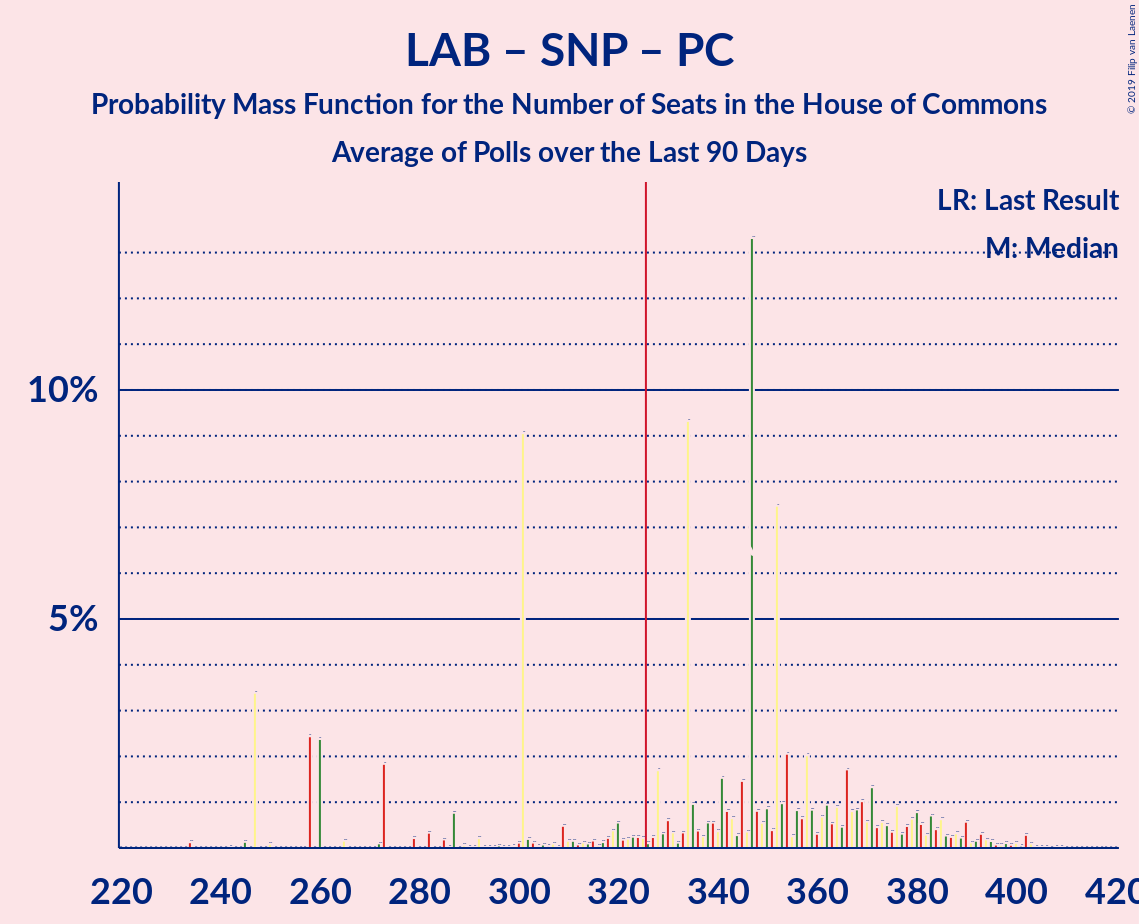 LAB – SNP – PC
Probability Mass Function for the Number of Seats in the House of Commons
Average of Polls over the Last 90 Days
© 2019 Filip van Laenen
LR: Last Result
M: Median
10%
5%
220 240 260 280 300 320 340 360 380 400 420